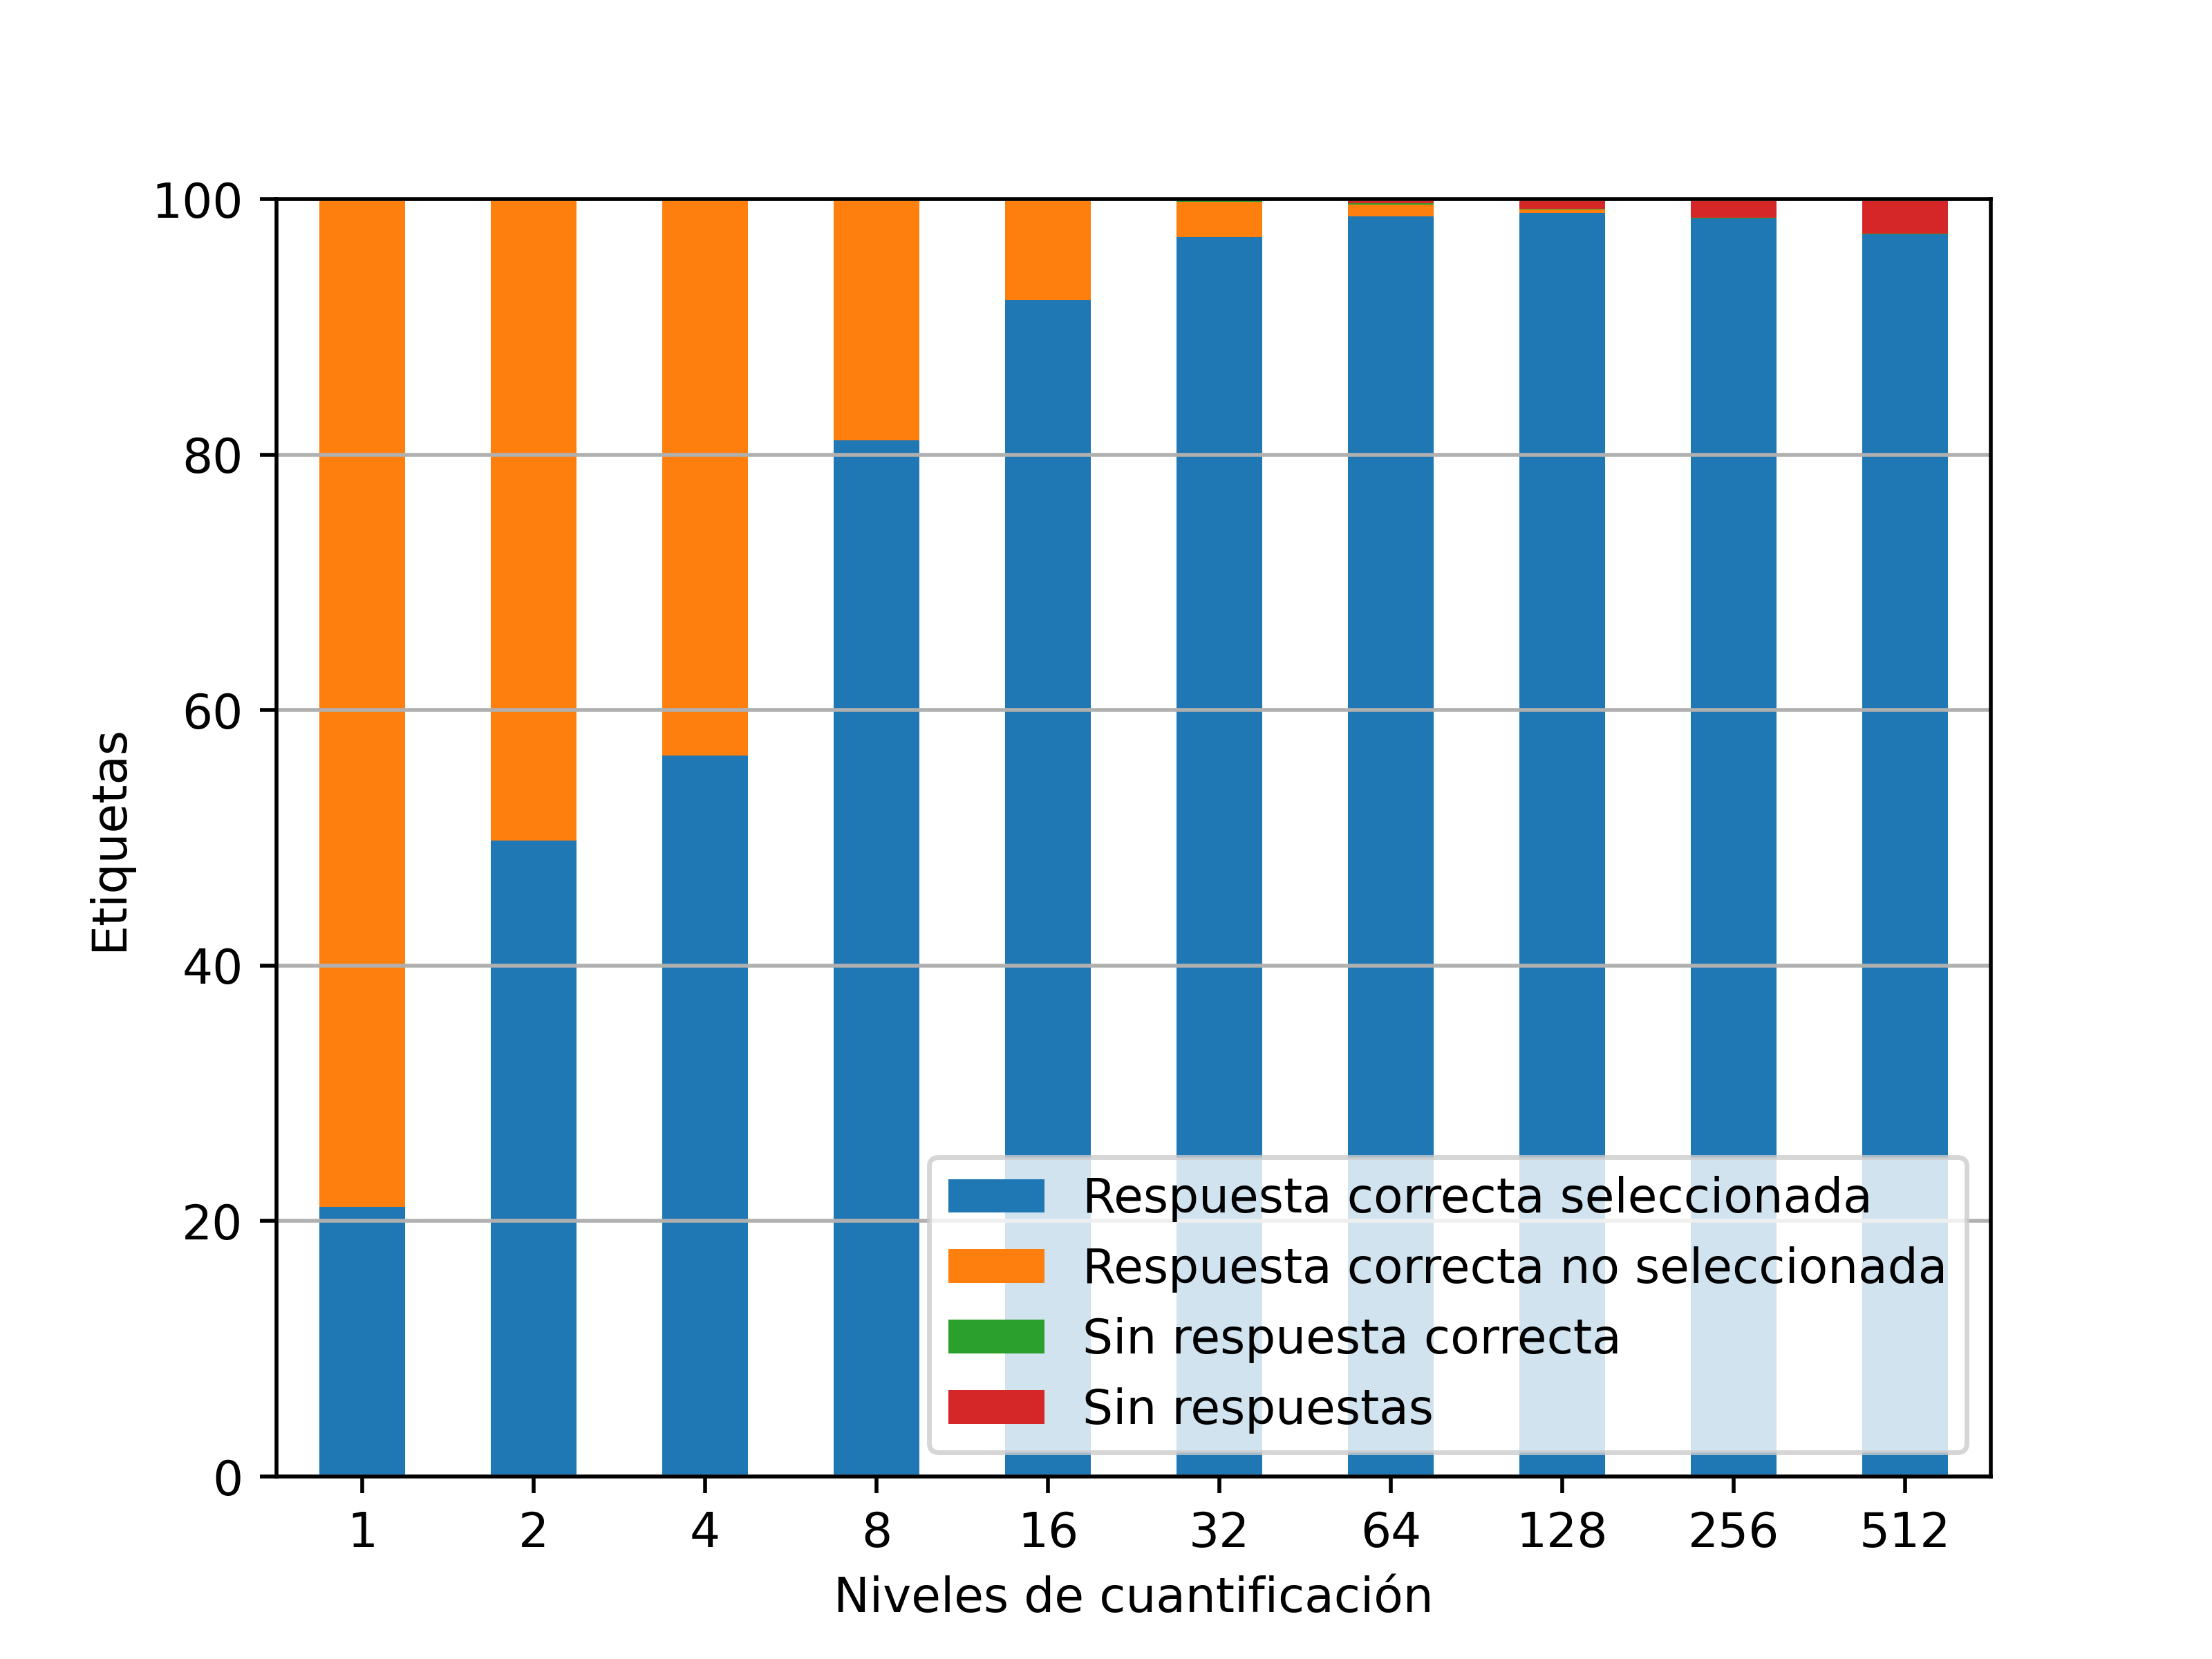 100
80
60
40
20
0
Etiquetas
Respuesta correcta seleccionada
Respuesta correcta no seleccionada
Sin respuesta correcta
Sin respuestas
1 2 4 8 16 32 64 128 256 512
Niveles de cuantificación